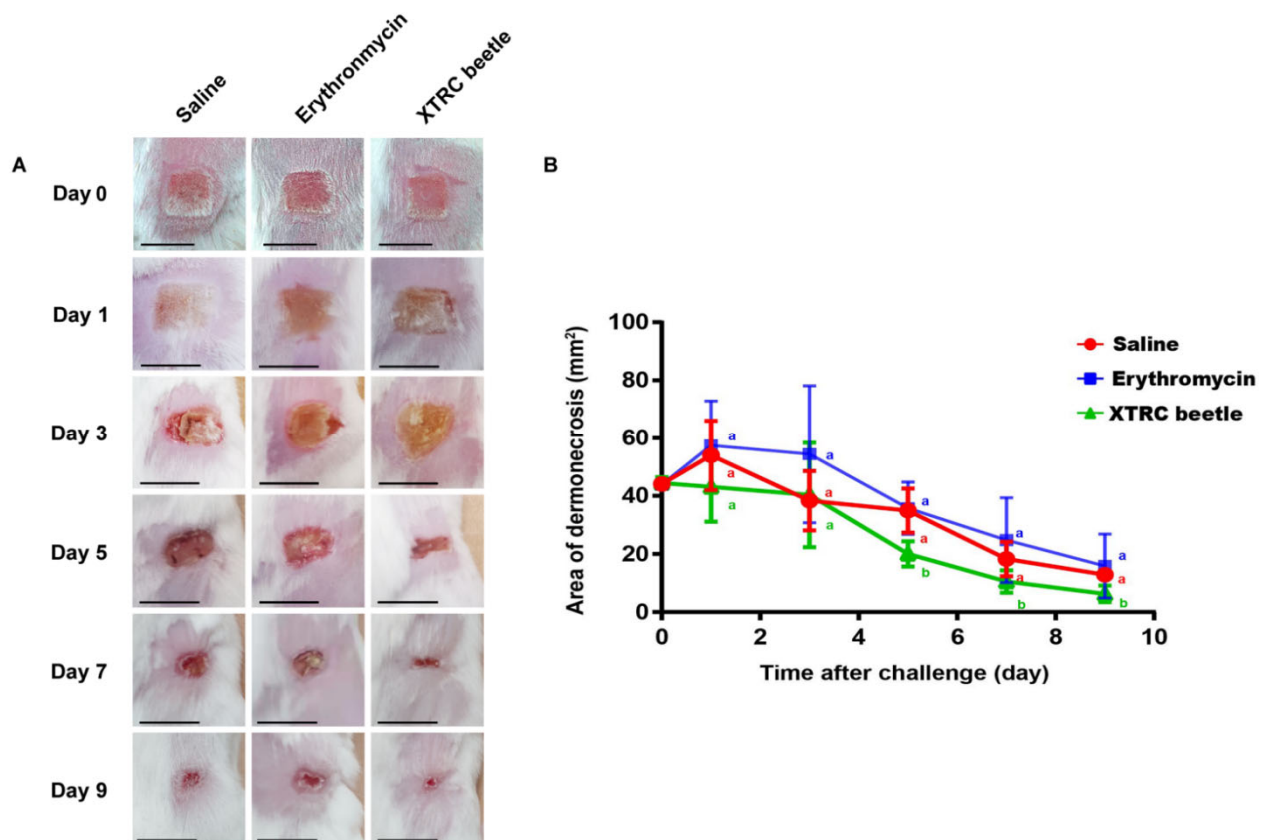 Saline
Erythronmycin
XTRC beetle
A
Day 0
Day 1
Day 3
Day 5
Day 7
Day 9
B
Area of dermonecrosis (mm²)
100
80
60
40
20
0
a
a
a
a
a
a
a
a
b
a
a
b
a
a
b
0 2 4 6 8 10
Time after challenge (day)
Saline
Erythromycin
XTRC beetle